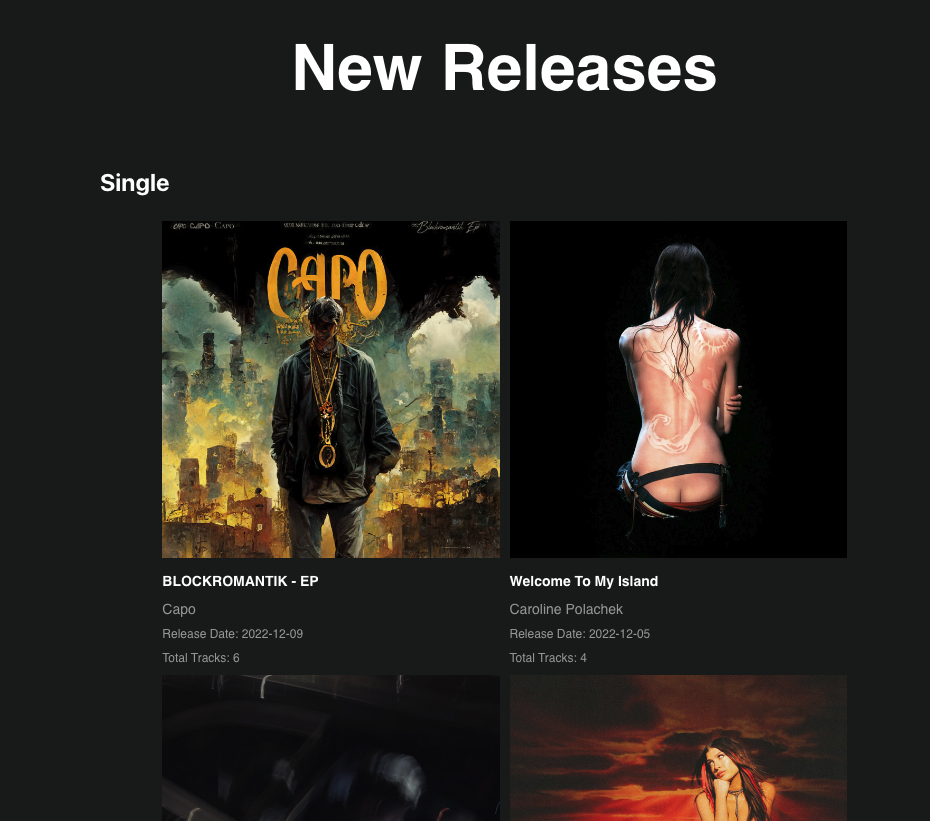 New Releases
Single
CAPO CAPO CAPO
Blockromantik Ep
CAPO
BLOCKROMANTIK - EP
Capo
Release Date: 2022-12-09
Total Tracks: 6
Welcome To My Island
Caroline Polachek
Release Date: 2022-12-05
Total Tracks: 4